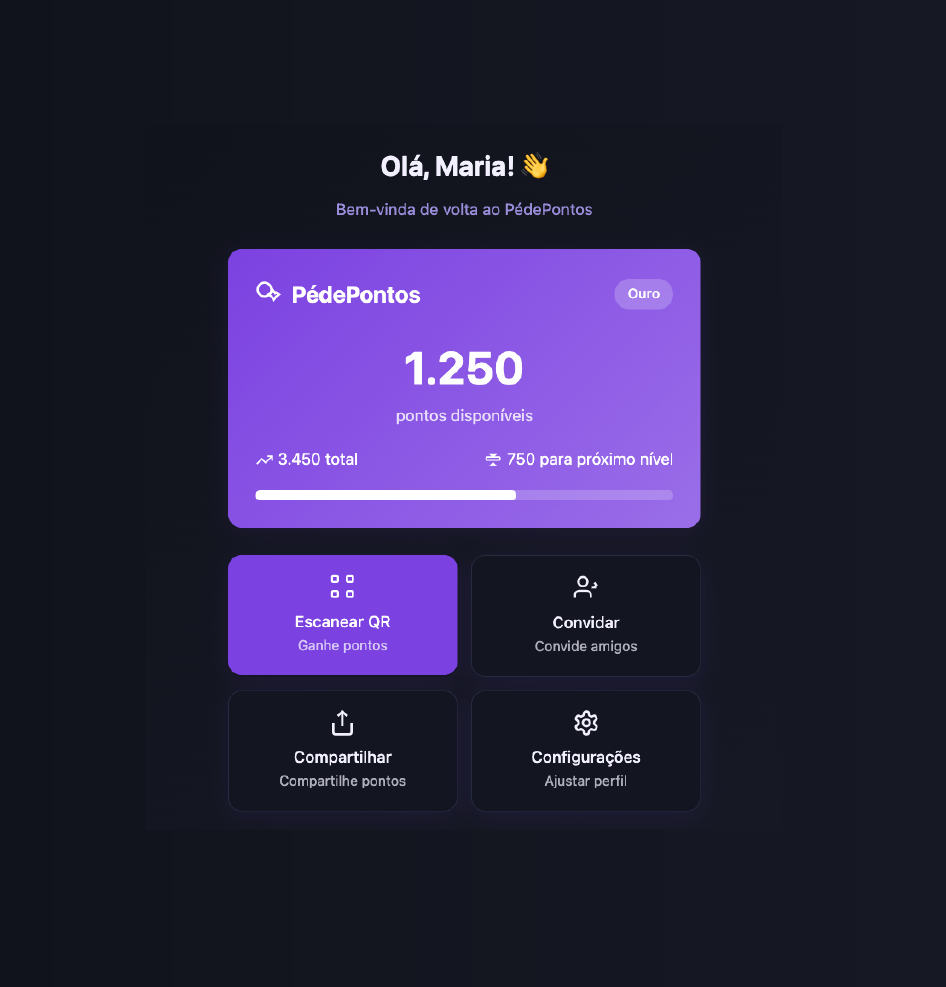 Olá, Maria! 👋
Bem-vinda de volta ao PédePontos
PédePontos
Ouro
1.250
pontos disponíveis
3.450 total
750 para próximo nível
Escanear QR
Ganhe pontos
Convidar
Convide amigos
Compartilhar
Compartilhe pontos
Configurações
Ajustar perfil